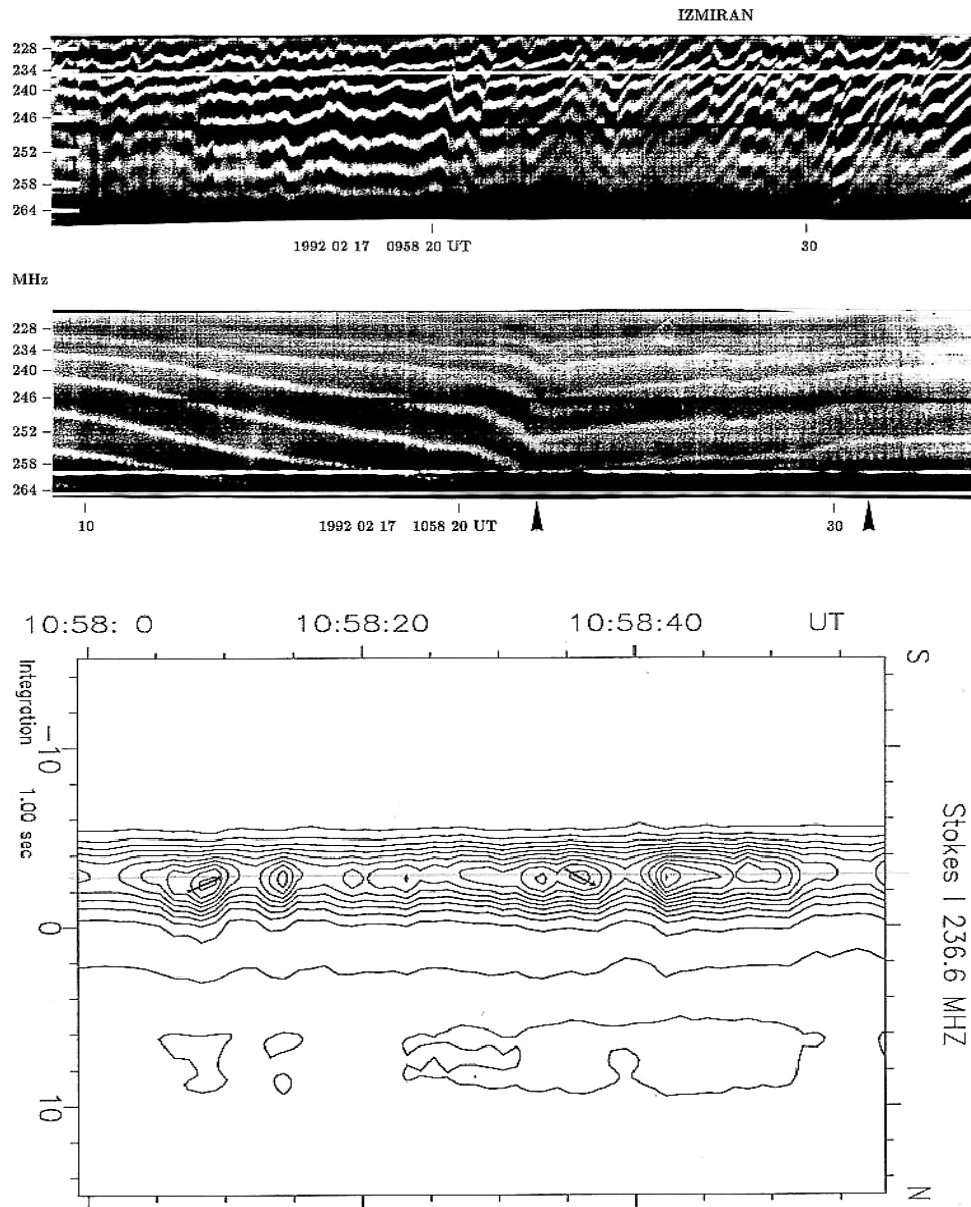 IZMIRAN
228
234
240
246
252
258
264
1992 02 17 0958 20 UT
30
MHz
228
234
240
246
252
258
264
10
1992 02 17 1058 20 UT
30
10:58: 0
10:58:20
10:58:40
UT
S
Integration 1.00 sec
-10
0
10
Stokes I 236.6 MHZ
N